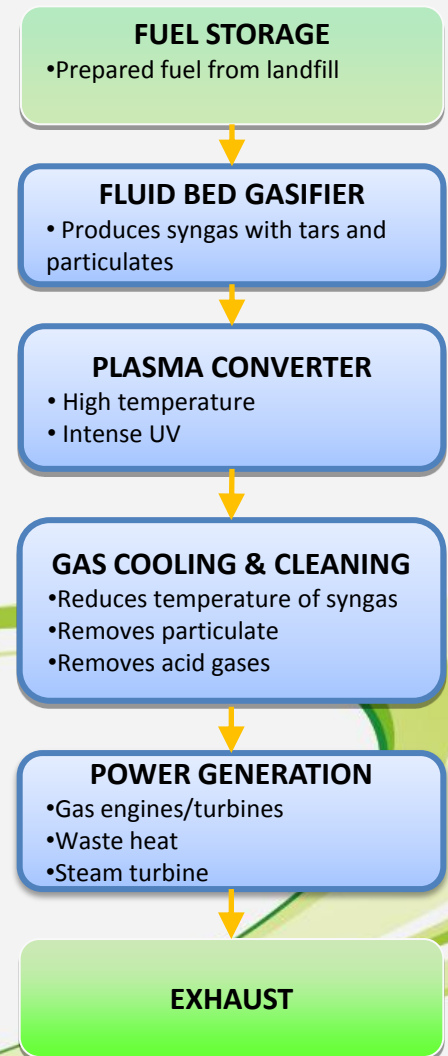 FUEL STORAGE
•Prepared fuel from landfill
FLUID BED GASIFIER
• Produces syngas with tars and
particulates
PLASMA CONVERTER
• High temperature
• Intense UV
GAS COOLING & CLEANING
•Reduces temperature of syngas
•Removes particulate
•Removes acid gases
POWER GENERATION
•Gas engines/turbines
•Waste heat
•Steam turbine
EXHAUST